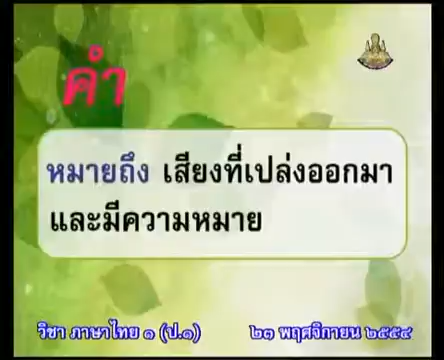 คำ
หมายถึง เสียงที่เปล่งออกมา
และมีความหมาย
วิชา ภาษาไทย ๑ (ป.๑) ๒๓ พฤศจิกายน ๒๕๕๔